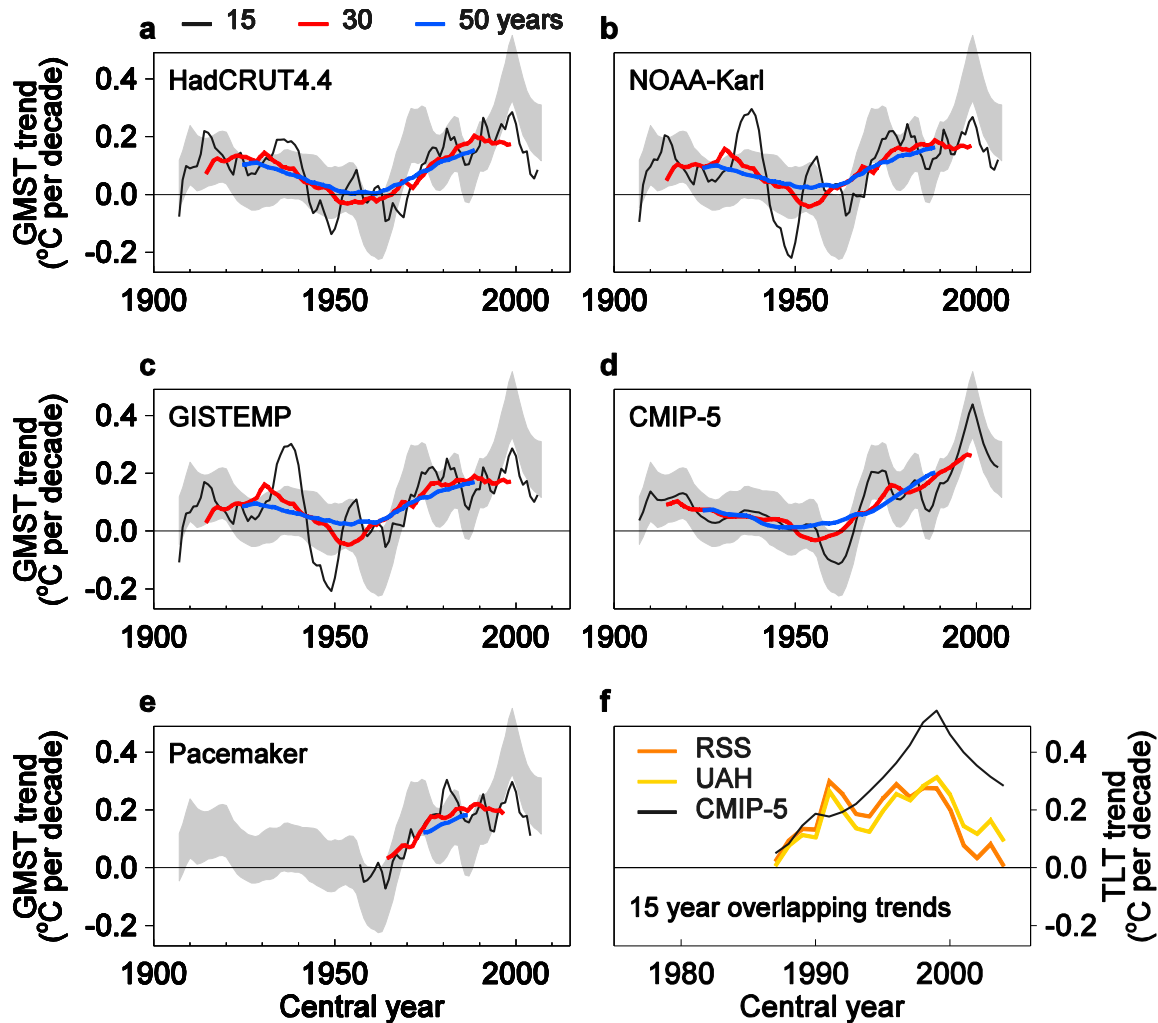 15 30 50 years
a b
HadCRUT4.4 NOAA-Karl
GMST trend
(ºC per decade)
0.4
0.2
0.0
-0.2
1900 1950 2000 1900 1950 2000
c d
GISTEMP CMIP-5
GMST trend
(ºC per decade)
0.4
0.2
0.0
-0.2
1900 1950 2000 1900 1950 2000
e f
Pacemaker
GMST trend
(ºC per decade)
0.4
0.2
0.0
-0.2
1900 1950 2000
Central year
RSS
UAH
CMIP-5
15 year overlapping trends
0.4
0.2
0.0
-0.2
TLT trend
(ºC per decade)
1980 1990 2000
Central year